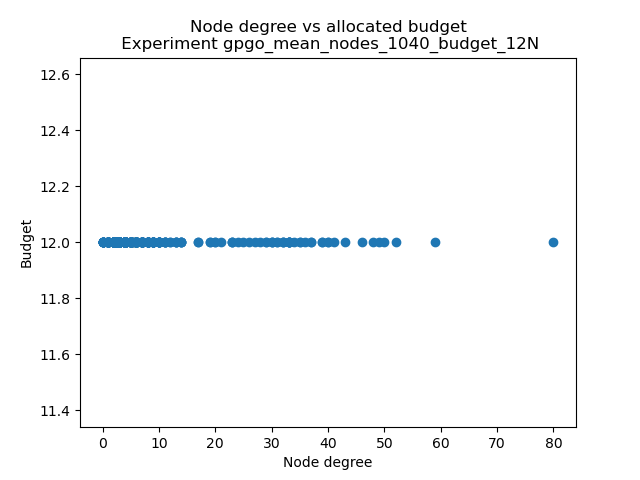 Node degree vs allocated budget
Experiment gpgo_mean_nodes_1040_budget_12N
12.6
12.4
12.2
12.0
11.8
11.6
11.4
Budget
0 10 20 30 40 50 60 70 80
Node degree